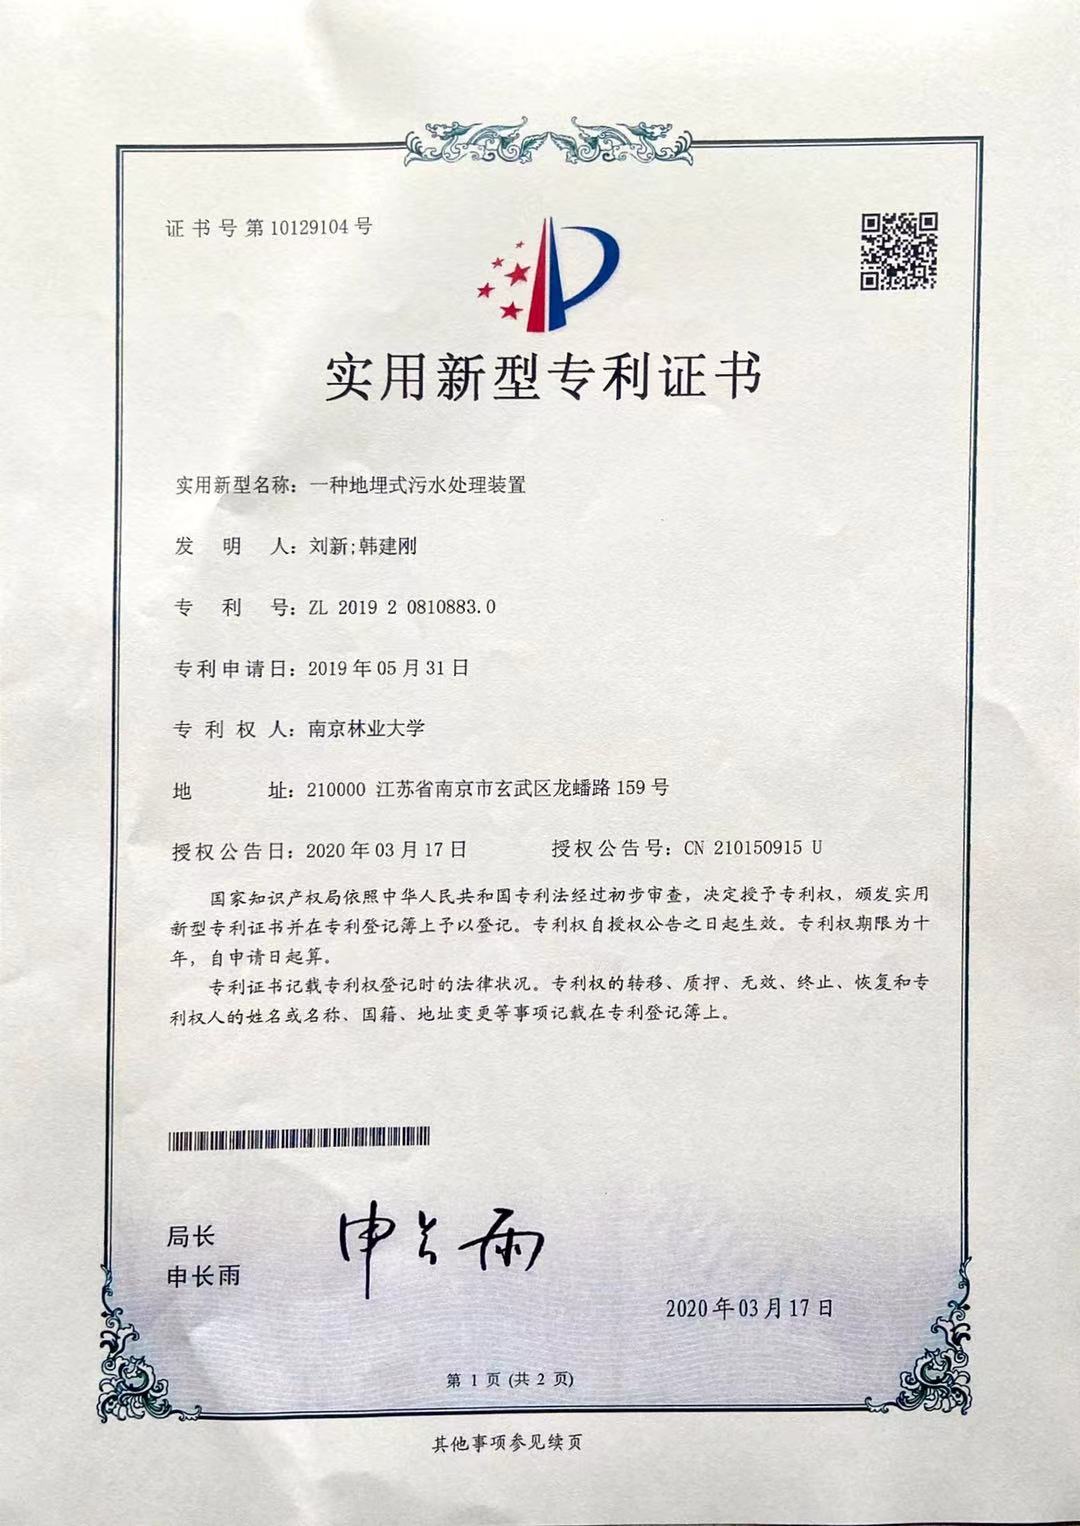 证书号第10129104号
实用新型专利证书
实用新型名称：一种地埋式污水处理装置
发明人：刘新;韩建刚
专利号：ZL 2019 2 0810883.0
专利申请日：2019年05月31日
专利权人：南京林业大学
地址：210000 江苏省南京市玄武区龙蟠路159号
授权公告日：2020年03月17日 授权公告号：CN 210150915 U
国家知识产权局依照中华人民共和国专利法经过初步审查，决定授予专利权，颁发实用
新型专利证书并在专利登记簿上予以登记。专利权自授权公告之日起生效。专利权期限为十
年，自申请日起算。
专利证书记载专利权登记时的法律状况。专利权的转移、质押、无效、终止、恢复和专
利权人的姓名或名称、国籍、地址变更等事项记载在专利登记簿上。
局长
申长雨
申长雨
2020年03月17日
第 1 页 (共 2 页)
其他事项参见续页